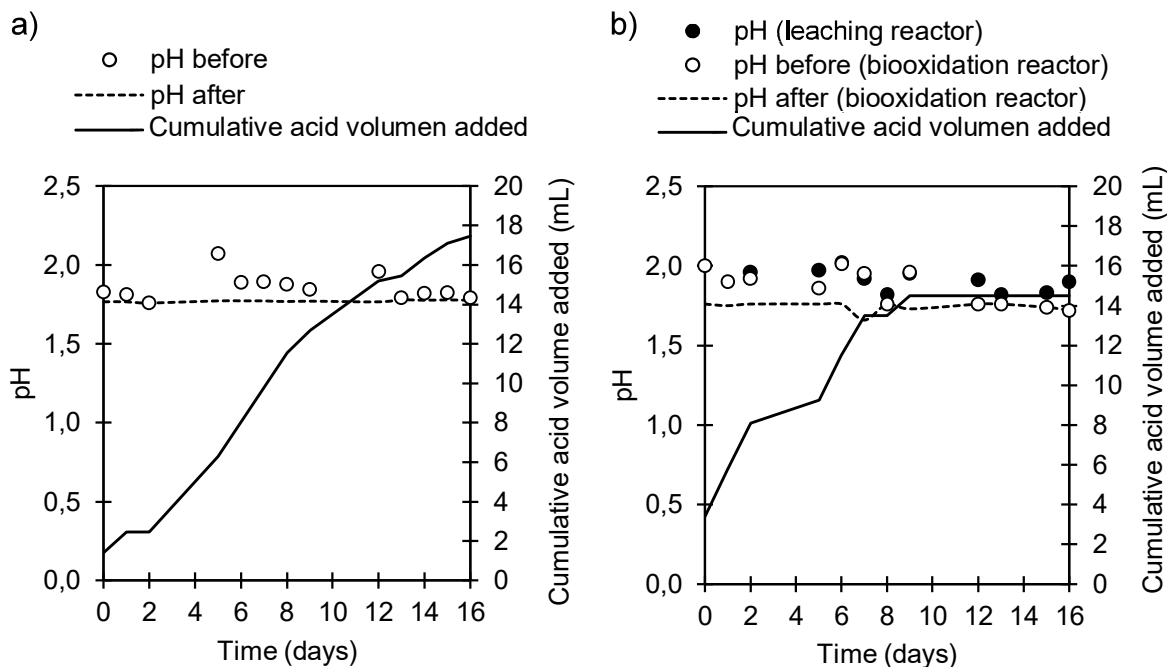 a)
pH before
pH after
Cumulative acid volumen added
2,5
2,0
1,5
1,0
0,5
0,0
pH
20
18
16
14
12
10
8
6
4
2
0
Cumulative acid volume added (mL)
0 2 4 6 8 10 12 14 16
Time (days)
b)
pH (leaching reactor)
pH before (biooxidation reactor)
pH after (biooxidation reactor)
Cumulative acid volumen added
2,5
2,0
1,5
1,0
0,5
0,0
pH
20
18
16
14
12
10
8
6
4
2
0
Cumulative acid volume added (mL)
0 2 4 6 8 10 12 14 16
Time (days)